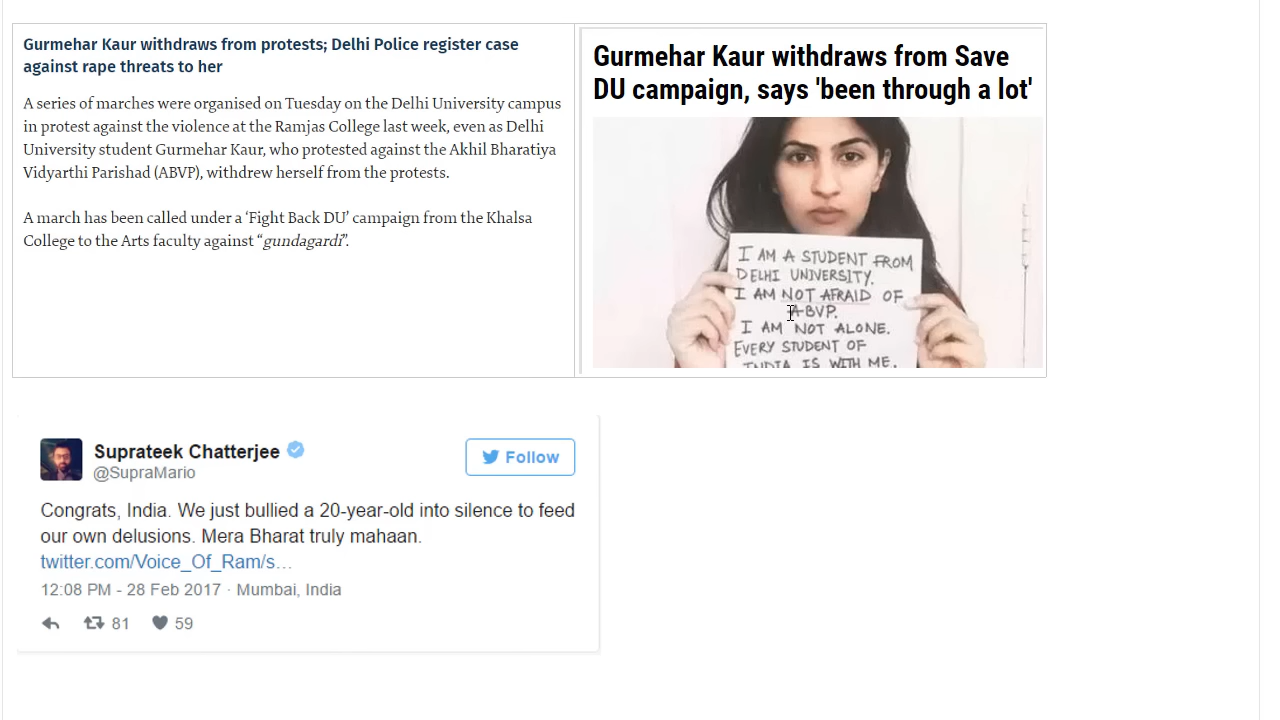 Gurmehar Kaur withdraws from protests; Delhi Police register case
against rape threats to her
A series of marches were organised on Tuesday on the Delhi University campus
in protest against the violence at the Ramjas College last week, even as Delhi
University student Gurmehar Kaur, who protested against the Akhil Bharatiya
Vidyarthi Parishad (ABVP), withdrew herself from the protests.
A march has been called under a ‘Fight Back DU’ campaign from the Khalsa
College to the Arts faculty against “gundagardi”.
Gurmehar Kaur withdraws from Save
DU campaign, says 'been through a lot'
I AM A STUDENT FROM
DELHI UNIVERSITY.
I AM NOT AFRAID OF
ABVP.
I AM NOT ALONE.
EVERY STUDENT OF
INDIA IS WITH ME.
Suprateek Chatterjee
@SupraMario
Follow
Congrats, India. We just bullied a 20-year-old into silence to feed
our own delusions. Mera Bharat truly mahaan.
twitter.com/Voice_Of_Ram/s…
12:08 PM - 28 Feb 2017 · Mumbai, India
81 59